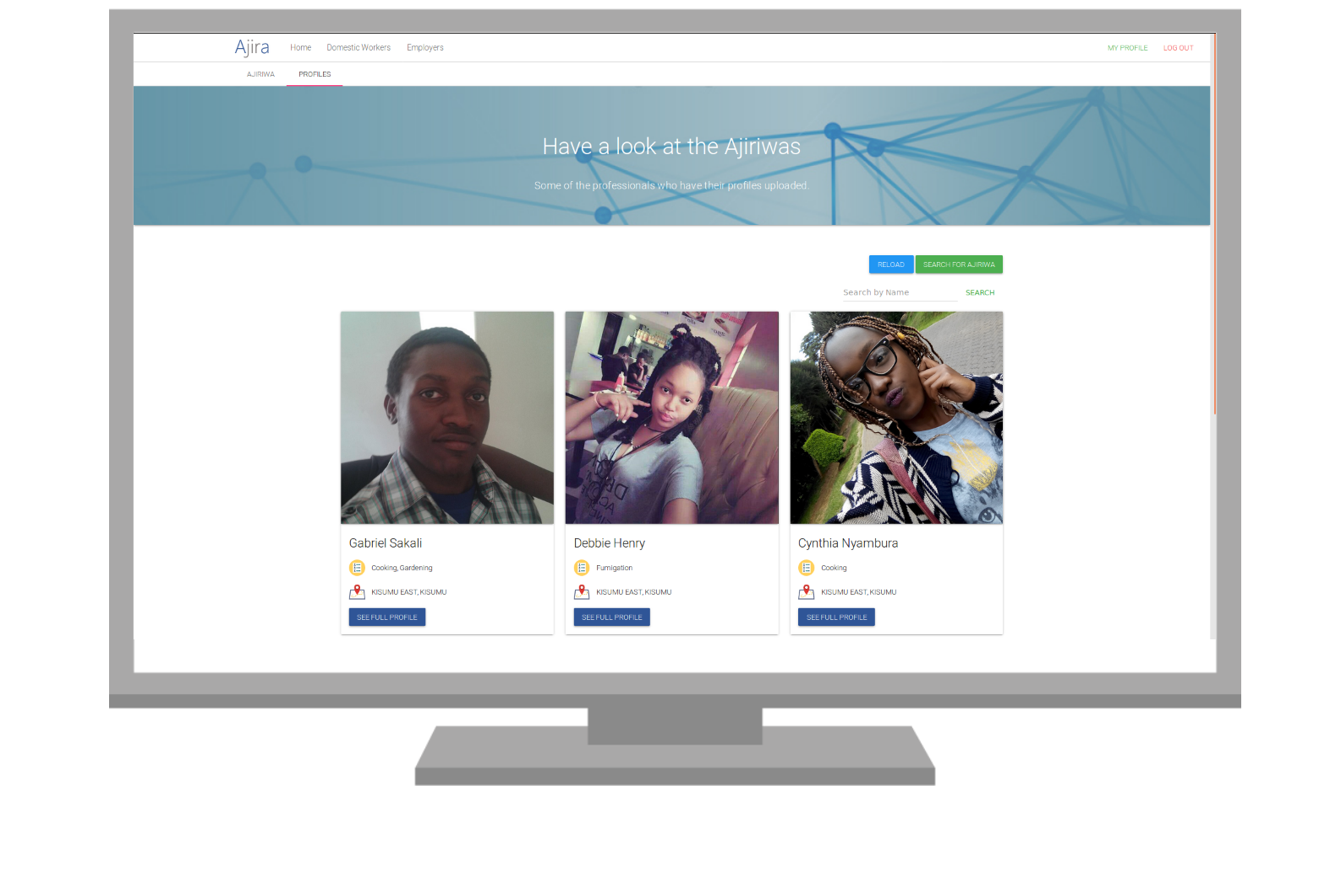 Ajira Home Domestic Workers Employers MY PROFILE LOG OUT
AJIRIWA PROFILES
Have a look at the Ajiriwas
Some of the professionals who have their profiles uploaded.
RELOAD SEARCH FOR AJIRIWA
Search by Name SEARCH
Gabriel Sakali
Cooking, Gardening
KISUMU EAST, KISUMU
SEE FULL PROFILE
Debbie Henry
Fumigation
KISUMU EAST, KISUMU
SEE FULL PROFILE
Cynthia Nyambura
Cooking
KISUMU EAST, KISUMU
SEE FULL PROFILE